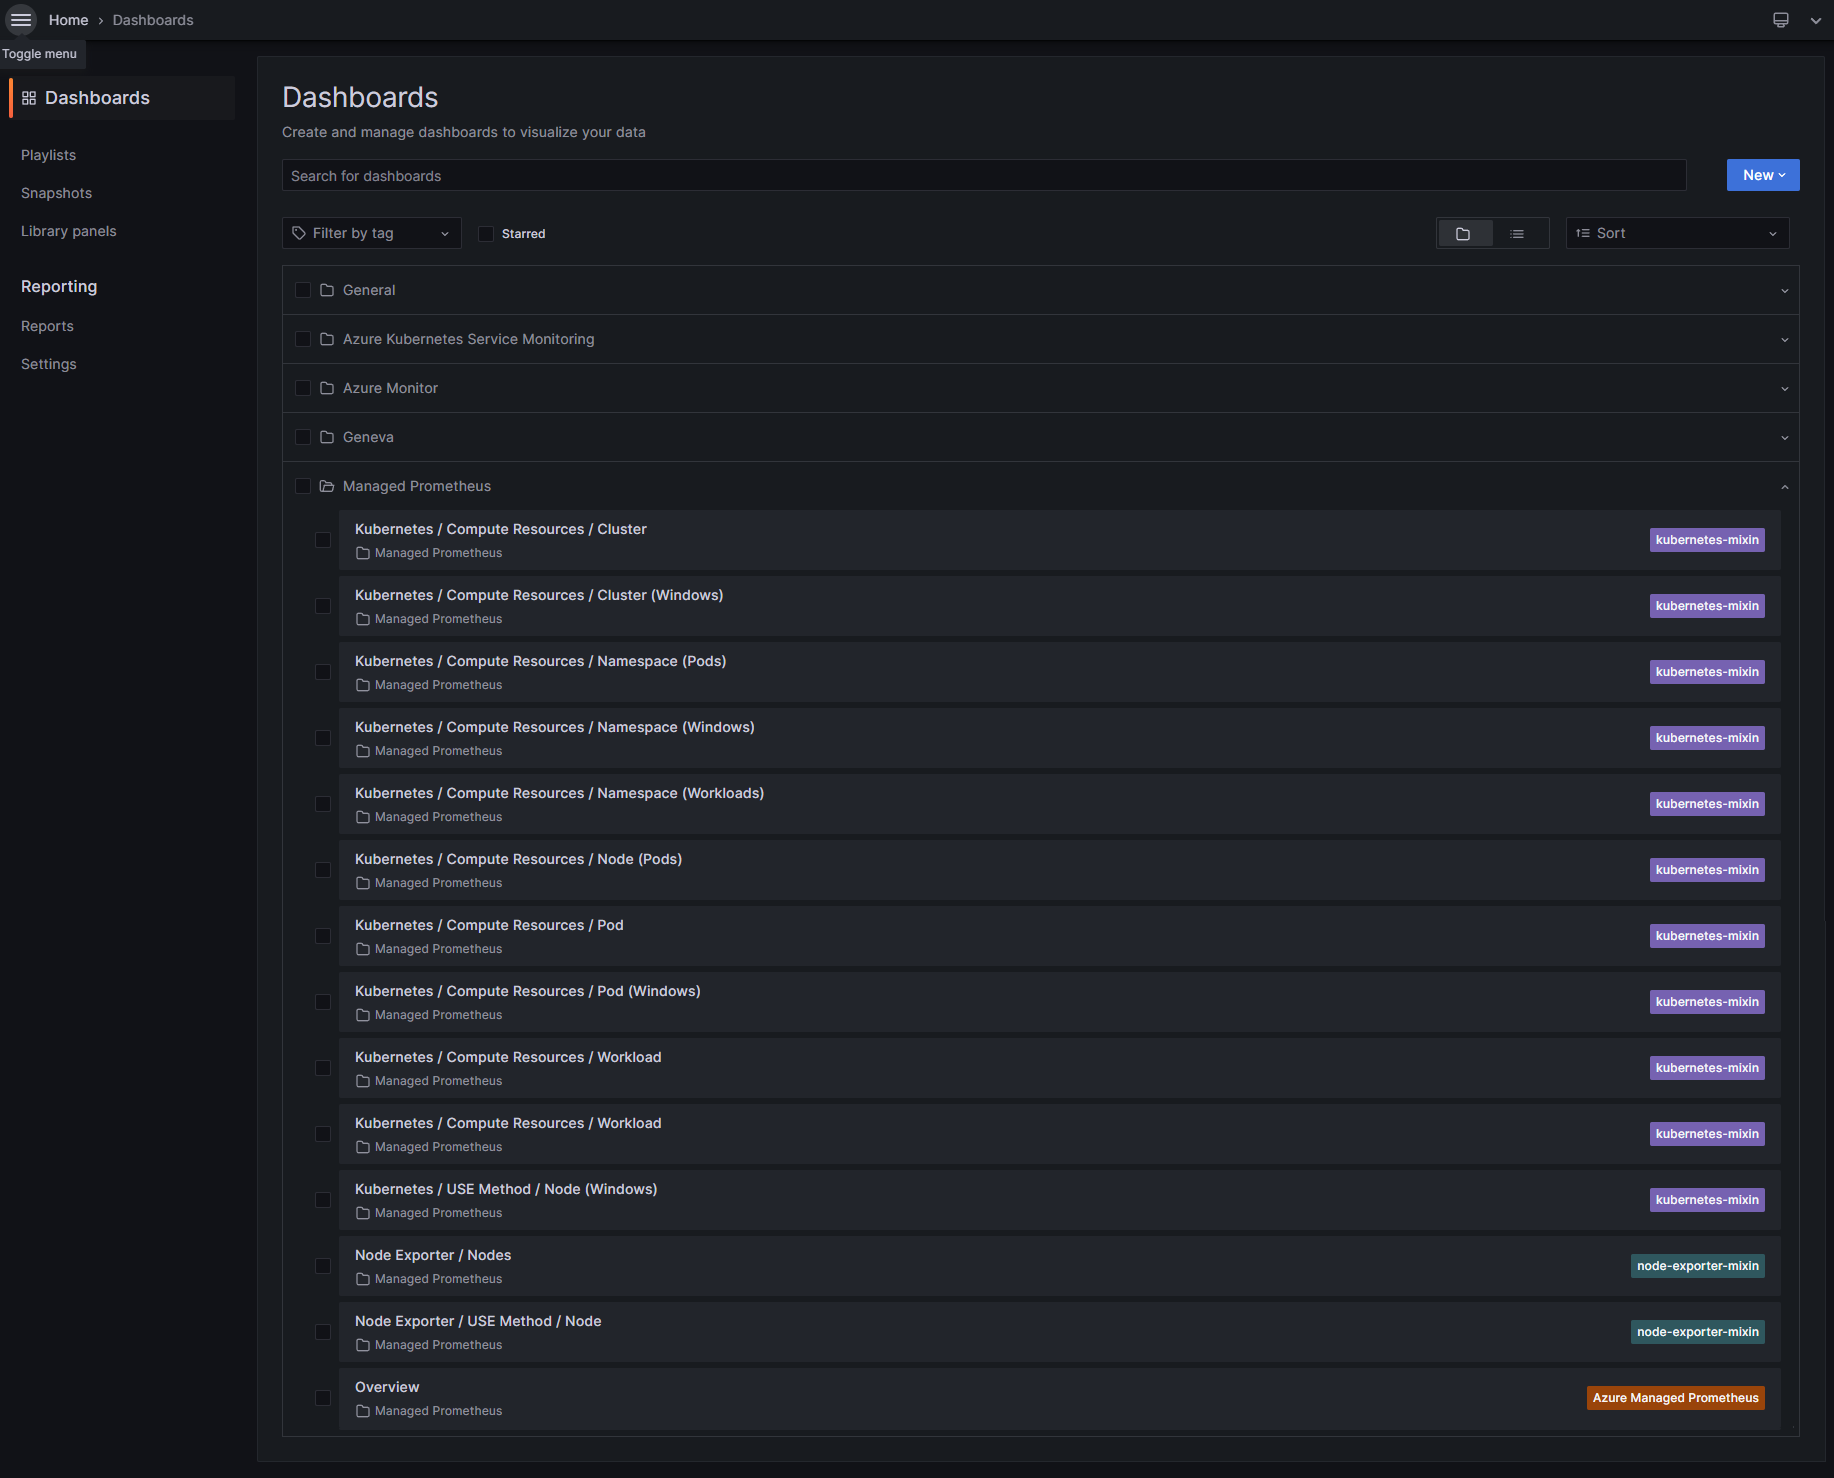 Home › Dashboards
Toggle menu
Dashboards
Playlists
Snapshots
Library panels
Reporting
Reports
Settings
Dashboards
Create and manage dashboards to visualize your data
Search for dashboards
New
Filter by tag
Starred
Sort
General
Azure Kubernetes Service Monitoring
Azure Monitor
Geneva
Managed Prometheus
Kubernetes / Compute Resources / Cluster
Managed Prometheus
kubernetes-mixin
Kubernetes / Compute Resources / Cluster (Windows)
Managed Prometheus
kubernetes-mixin
Kubernetes / Compute Resources / Namespace (Pods)
Managed Prometheus
kubernetes-mixin
Kubernetes / Compute Resources / Namespace (Windows)
Managed Prometheus
kubernetes-mixin
Kubernetes / Compute Resources / Namespace (Workloads)
Managed Prometheus
kubernetes-mixin
Kubernetes / Compute Resources / Node (Pods)
Managed Prometheus
kubernetes-mixin
Kubernetes / Compute Resources / Pod
Managed Prometheus
kubernetes-mixin
Kubernetes / Compute Resources / Pod (Windows)
Managed Prometheus
kubernetes-mixin
Kubernetes / Compute Resources / Workload
Managed Prometheus
kubernetes-mixin
Kubernetes / Compute Resources / Workload
Managed Prometheus
kubernetes-mixin
Kubernetes / USE Method / Node (Windows)
Managed Prometheus
kubernetes-mixin
Node Exporter / Nodes
Managed Prometheus
node-exporter-mixin
Node Exporter / USE Method / Node
Managed Prometheus
node-exporter-mixin
Overview
Managed Prometheus
Azure Managed Prometheus